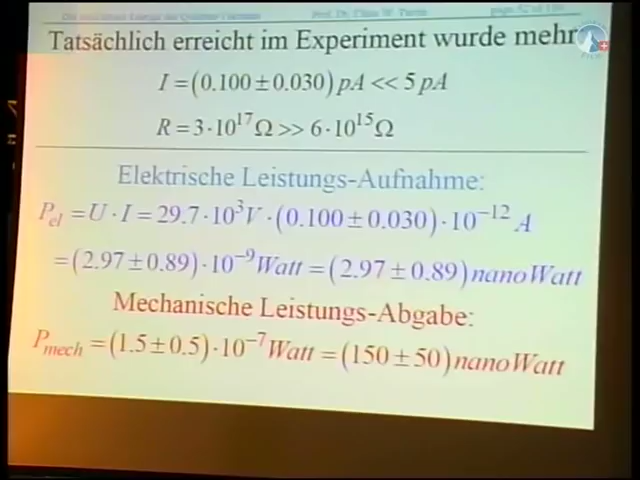 Tatsächlich erreicht im Experiment wurde mehr
I = (0.100 ± 0.030) pA << 5 pA
R = 3·10¹⁷Ω >> 6·10¹⁵Ω
Elektrische Leistungs-Aufnahme:
P_el = U · I = 29.7·10³V · (0.100 ± 0.030)·10⁻¹² A
= (2.97 ± 0.89)·10⁻⁹ Watt = (2.97 ± 0.89) nanoWatt
Mechanische Leistungs-Abgabe:
P_mech = (1.5 ± 0.5)·10⁻⁷ Watt = (150 ± 50) nanoWatt